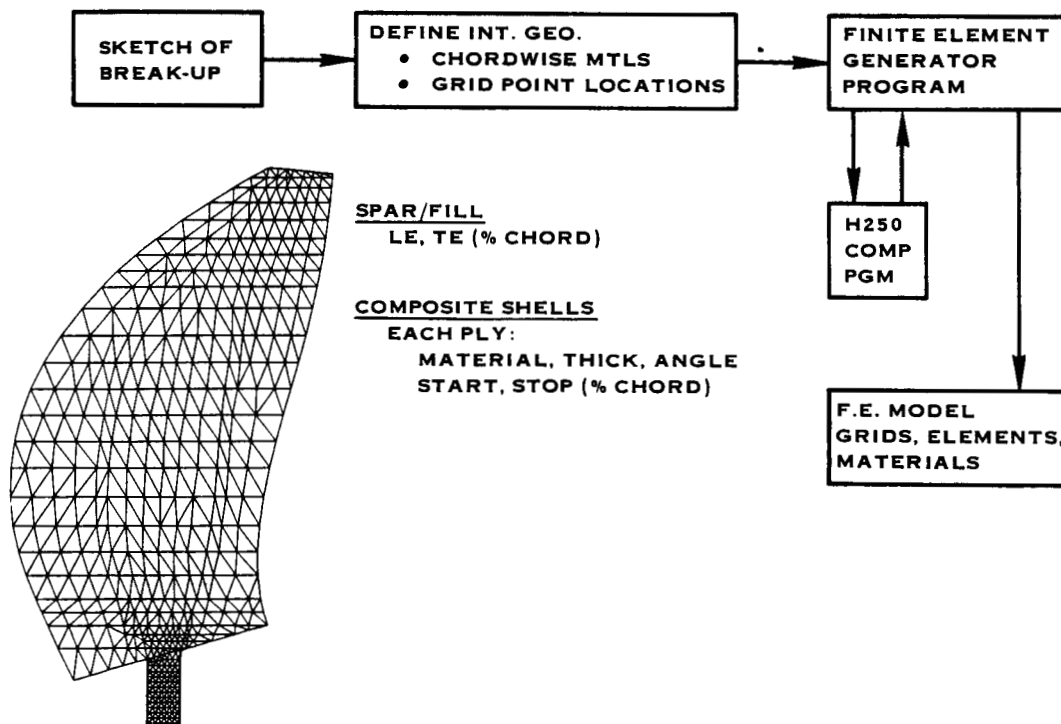 SKETCH OF
BREAK-UP
DEFINE INT. GEO.
• CHORDWISE MTLS
• GRID POINT LOCATIONS
FINITE ELEMENT
GENERATOR
PROGRAM
H250
COMP
PGM
SPAR/FILL
LE, TE (% CHORD)
COMPOSITE SHELLS
EACH PLY:
MATERIAL, THICK, ANGLE
START, STOP (% CHORD)
F.E. MODEL
GRIDS, ELEMENTS,
MATERIALS